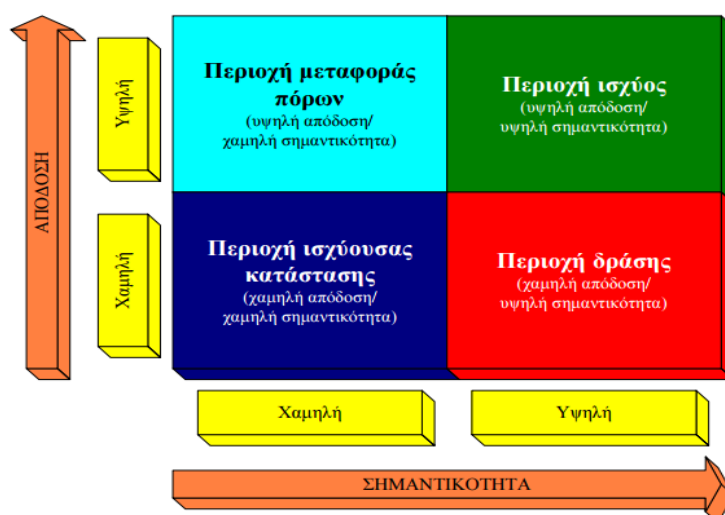 ΑΠΟΔΟΣΗ
Υψηλή
Χαμηλή
Περιοχή μεταφοράς
πόρων
(υψηλή απόδοση/
χαμηλή σημαντικότητα)
Περιοχή ισχύος
(υψηλή απόδοση/
υψηλή σημαντικότητα)
Περιοχή ισχύουσας
κατάστασης
(χαμηλή απόδοση/
χαμηλή σημαντικότητα)
Περιοχή δράσης
(χαμηλή απόδοση/
υψηλή σημαντικότητα)
Χαμηλή
Υψηλή
ΣΗΜΑΝΤΙΚΟΤΗΤΑ